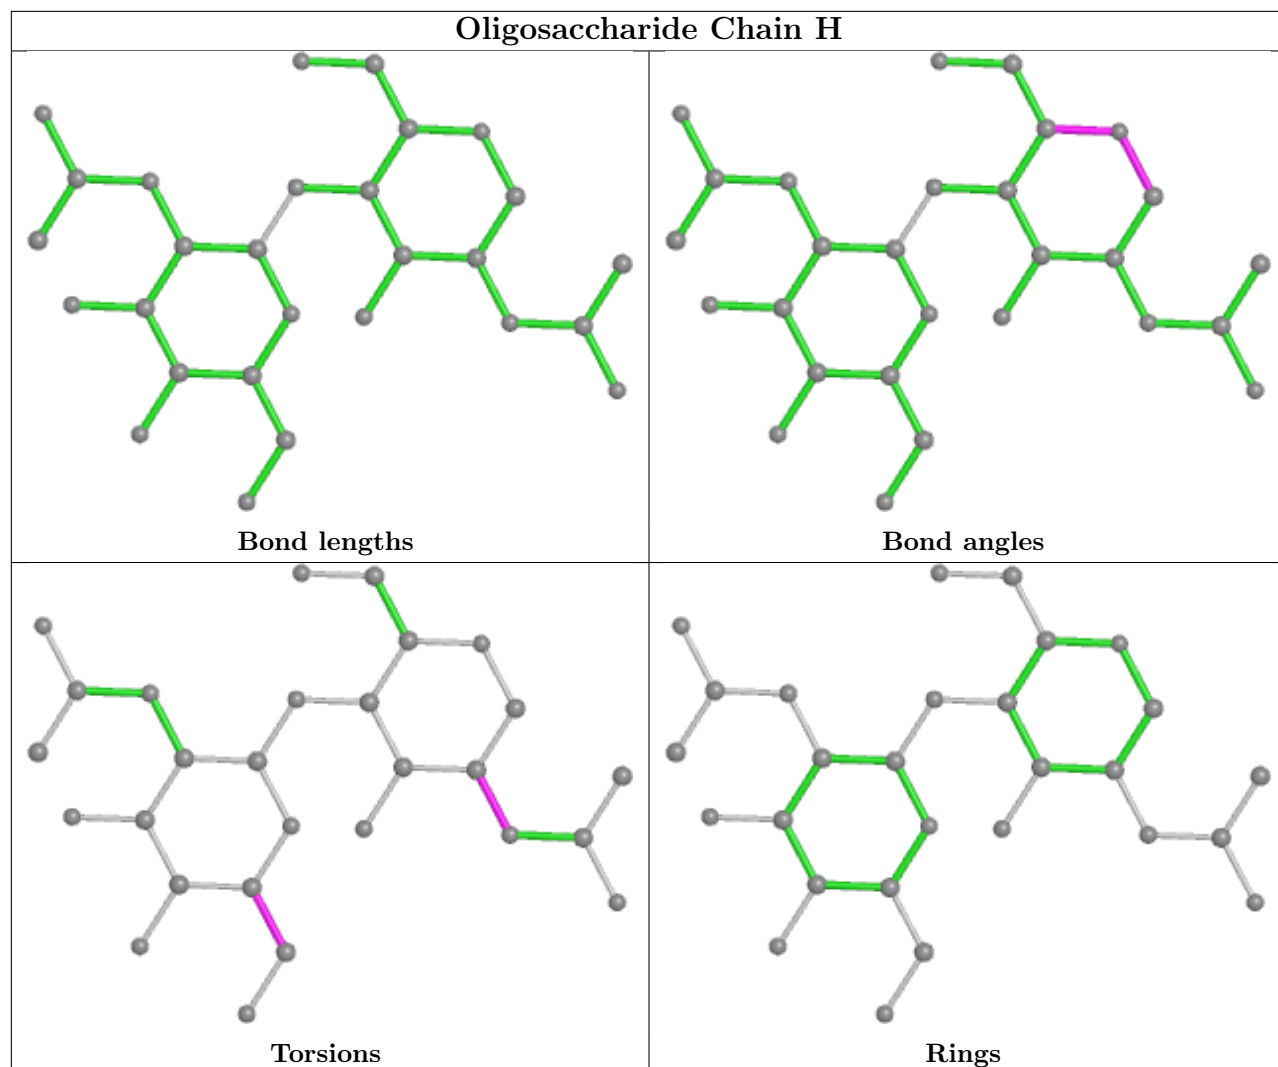 Oligosaccharide Chain H
Bond lengths
Bond angles
Torsions
Rings